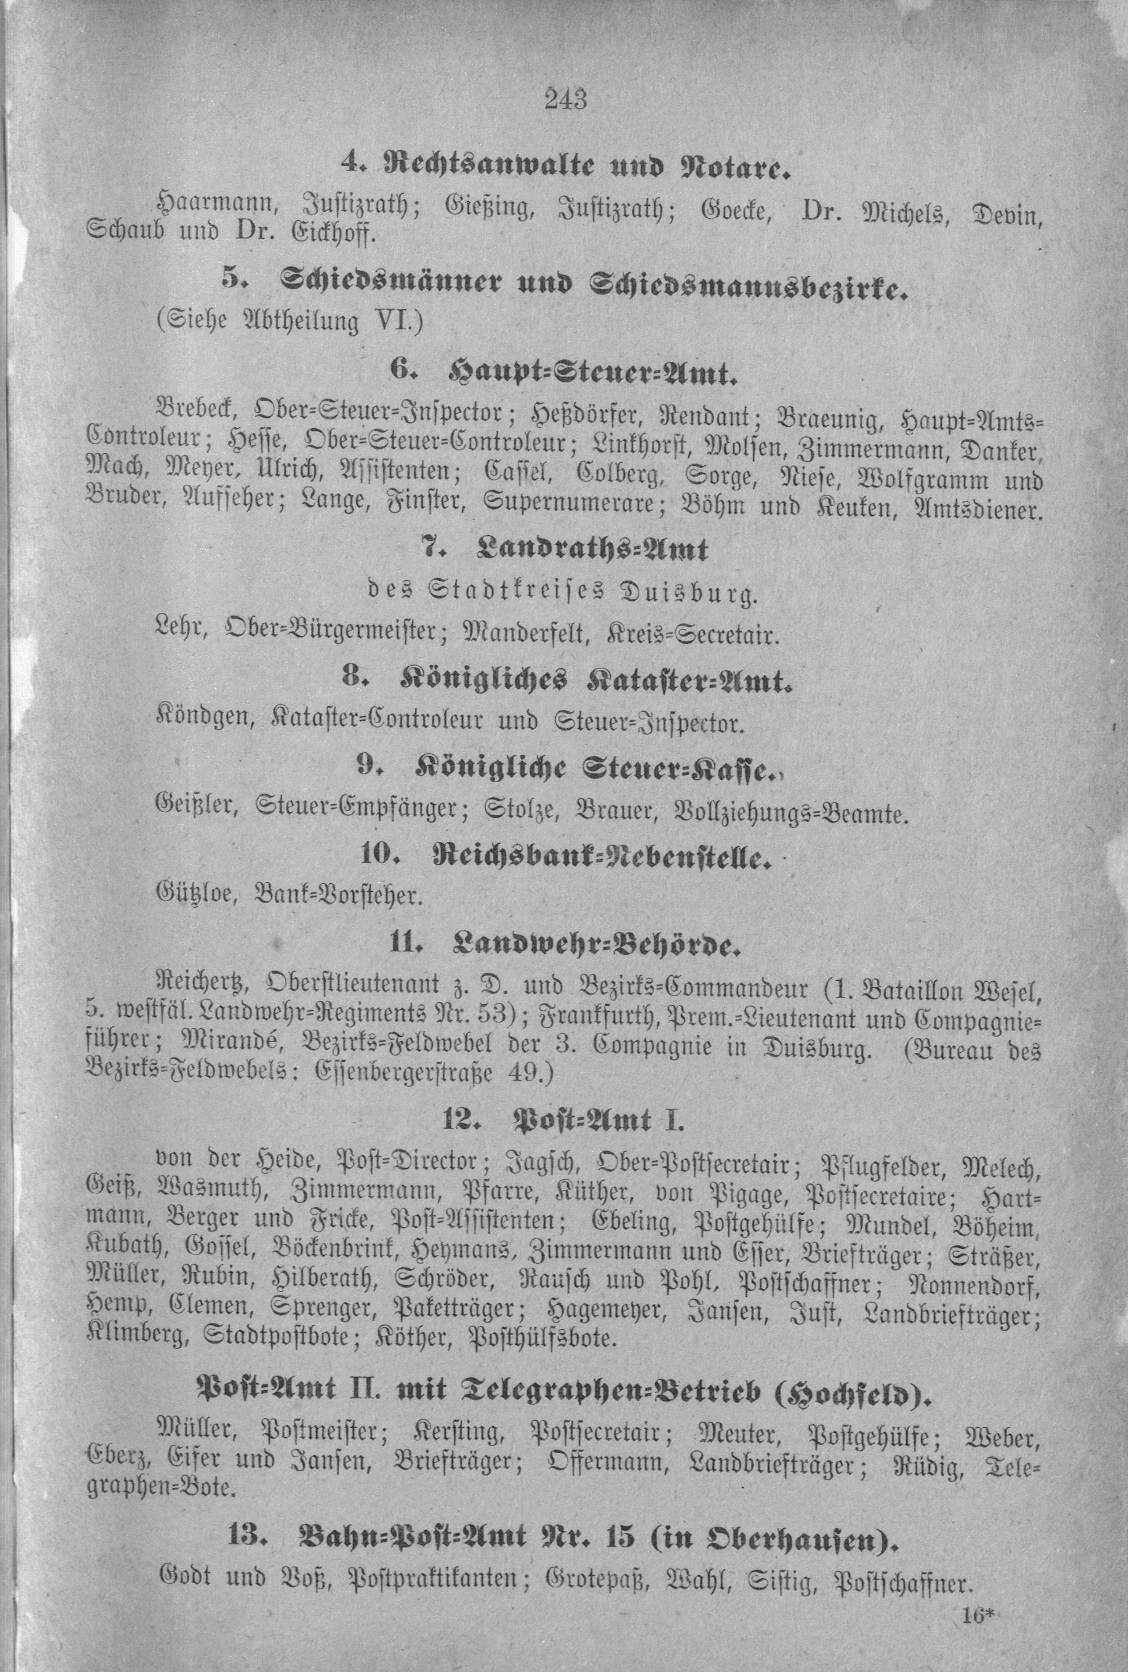 243
4. Rechtsanwalte und Notare.
Haarmann, Justizrath; Gießing, Justizrath; Goecke, Dr. Michels, Devin,
Schaub und Dr. Eickhoff.
5. Schiedsmänner und Schiedsmannsbezirke.
(Siehe Abtheilung VI.)
6. Haupt-Steuer-Amt.
Brebeck, Ober-Steuer-Inspector; Heßdörfer, Rendant; Braeunig, Haupt-Amts-
Controleur; Hesse, Ober-Steuer-Controleur; Linkhorst, Molsen, Zimmermann, Danker,
Mach, Meyer, Ulrich, Assistenten; Cassel, Colberg, Sorge, Niese, Wolfgramm und
Bruder, Aufseher; Lange, Finster, Supernumerare; Böhm und Keuken, Amtsdiener.
7. Landraths-Amt
des Stadtkreises Duisburg.
Lehr, Ober-Bürgermeister; Manderfelt, Kreis-Secretair.
8. Königliches Kataster-Amt.
Köndgen, Kataster-Controleur und Steuer-Inspector.
9. Königliche Steuer-Kasse.
Geißler, Steuer-Empfänger; Stolze, Brauer, Vollziehungs-Beamte.
10. Reichsbank-Nebenstelle.
Gützloe, Bank-Vorsteher.
11. Landwehr-Behörde.
Reichertz, Oberstlieutenant z. D. und Bezirks-Commandeur (1. Bataillon Wesel,
5. westfäl. Landwehr-Regiments Nr. 53); Frankfurth, Prem.-Lieutenant und Compagnie-
führer; Mirandé, Bezirks-Feldwebel der 3. Compagnie in Duisburg. (Bureau des
Bezirks-Feldwebels: Essenbergerstraße 49.)
12. Post-Amt I.
von der Heide, Post-Director; Jagsch, Ober-Postsecretair; Pflugfelder, Melech,
Geiß, Wasmuth, Zimmermann, Pfarre, Küther, von Pigage, Postsecretaire; Hart-
mann, Berger und Fricke, Post-Assistenten; Ebeling, Postgehülfe; Mundel, Böheim,
Kubath, Gossel, Böckenbrink, Heymans, Zimmermann und Esser, Briefträger; Sträßer,
Müller, Rubin, Hilberath, Schröder, Rausch und Pohl, Postschaffner; Nonnendorf,
Hemp, Clemen, Sprenger, Paketträger; Hagemeyer, Jansen, Just, Landbriefträger;
Klimberg, Stadtpostbote; Köther, Posthülfsbote.
Post-Amt II. mit Telegraphen-Betrieb (Hochfeld).
Müller, Postmeister; Kersting, Postsecretair; Meuter, Postgehülfe; Weber,
Eberz, Eifer und Jansen, Briefträger; Offermann, Landbriefträger; Rüdig, Tele-
graphen-Bote.
13. Bahn-Post-Amt Nr. 15 (in Oberhausen).
Godt und Voß, Postpraktikanten; Grotepaß, Wahl, Sistig, Postschaffner.
16*